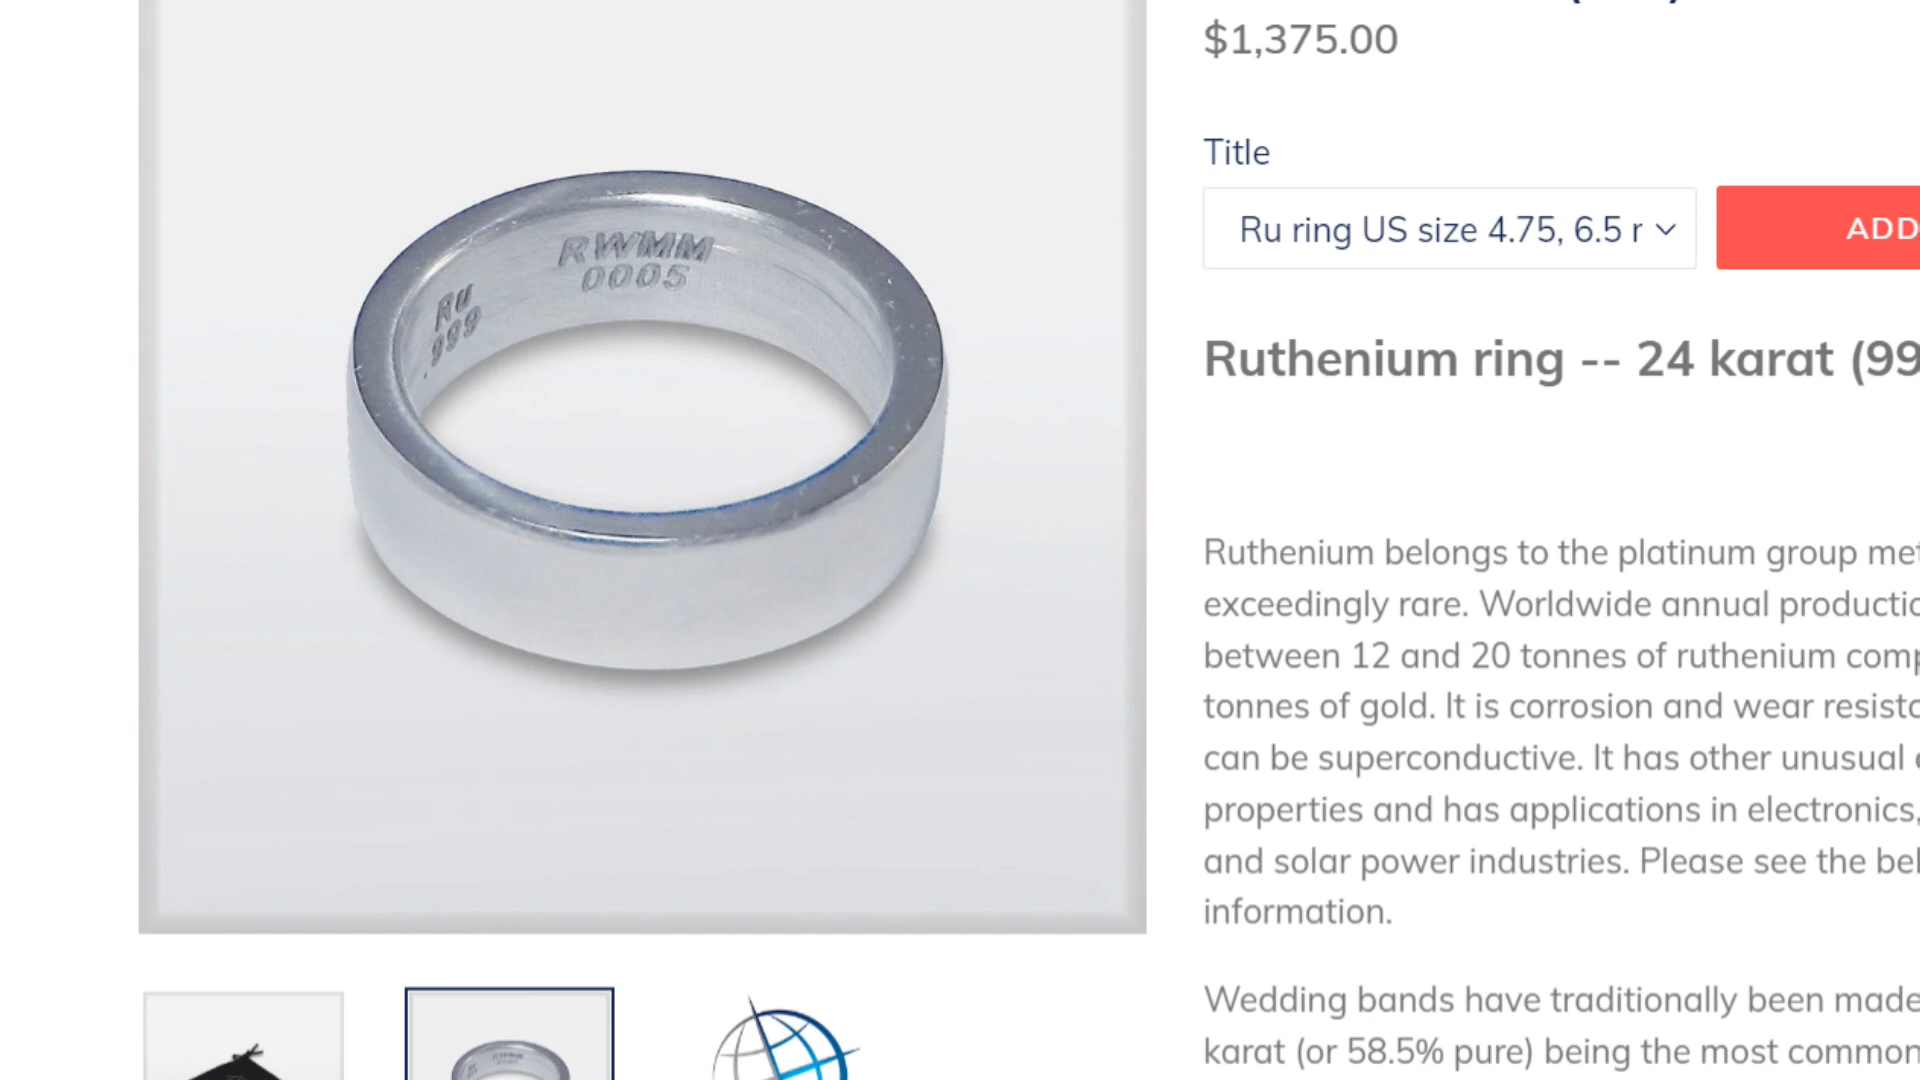 $1,375.00
Title
Ru ring US size 4.75, 6.5 r
ADD
RWMM
0005
Ru
.999
Ruthenium ring -- 24 karat (99
Ruthenium belongs to the platinum group me
exceedingly rare. Worldwide annual producti
between 12 and 20 tonnes of ruthenium com
tonnes of gold. It is corrosion and wear resist
can be superconductive. It has other unusual
properties and has applications in electronics,
and solar power industries. Please see the be
information.
Wedding bands have traditionally been made
karat (or 58.5% pure) being the most common